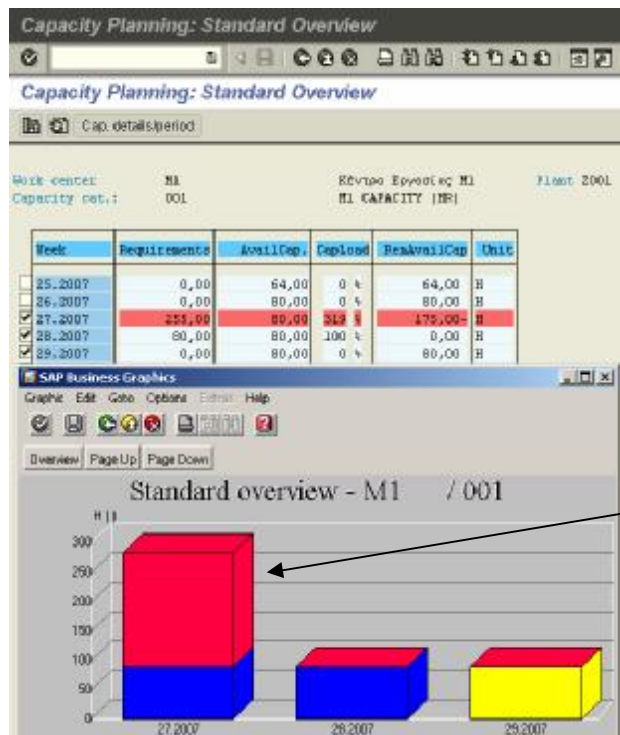 Capacity Planning: Standard Overview
Capacity Planning: Standard Overview
Cap. details/period
Work center M1 Κέντρο Εργασίας M1 Plant Z001
Capacity cat.: 001 M1 CAPACITY (HR)
Week Requirements AvailCap. CapLoad RemAvailCap Unit
25.2007 0,00 64,00 0 % 64,00 H
26.2007 0,00 80,00 0 % 80,00 H
27.2007 255,00 80,00 319 % 175,00- H
28.2007 80,00 80,00 100 % 0,00 H
29.2007 0,00 80,00 0 % 80,00 H
SAP Business Graphics
Graphic Edit Goto Options Extras Help
Overview Page Up Page Down
Standard overview - M1 / 001
H
300
250
200
150
100
50
0
27.2007 28.2007 29.2007